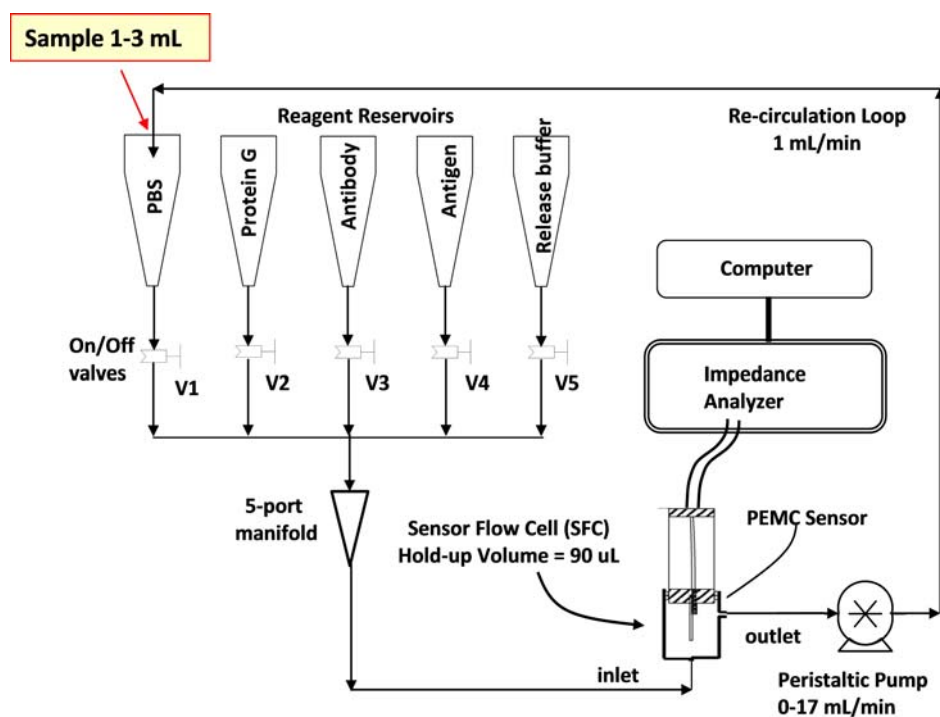 Sample 1-3 mL
Reagent Reservoirs
Re-circulation Loop
1 mL/min
PBS
Protein G
Antibody
Antigen
Release buffer
Computer
On/Off
valves
V1
V2
V3
V4
V5
Impedance
Analyzer
5-port
manifold
Sensor Flow Cell (SFC)
Hold-up Volume = 90 uL
PEMC Sensor
outlet
inlet
Peristaltic Pump
0-17 mL/min